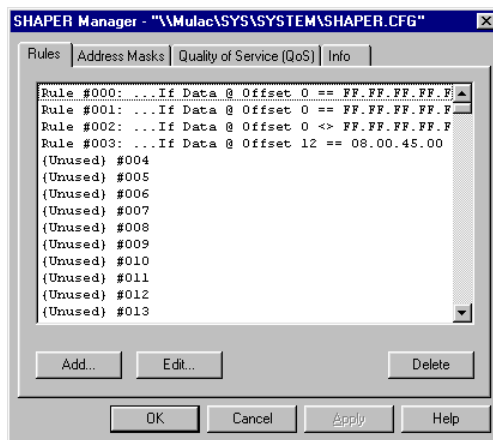 SHAPER Manager - "\\Mulac\SYS\SYSTEM\SHAPER.CFG"
Rules Address Masks Quality of Service (QoS) Info
Rule #000: ...If Data @ Offset 0 == FF.FF.FF.FF.F
Rule #001: ...If Data @ Offset 0 == FF.FF.FF.FF.F
Rule #002: ...If Data @ Offset 0 <> FF.FF.FF.FF.F
Rule #003: ...If Data @ Offset 12 == 08.00.45.00
{Unused} #004
{Unused} #005
{Unused} #006
{Unused} #007
{Unused} #008
{Unused} #009
{Unused} #010
{Unused} #011
{Unused} #012
{Unused} #013
Add... Edit... Delete
OK Cancel Apply Help